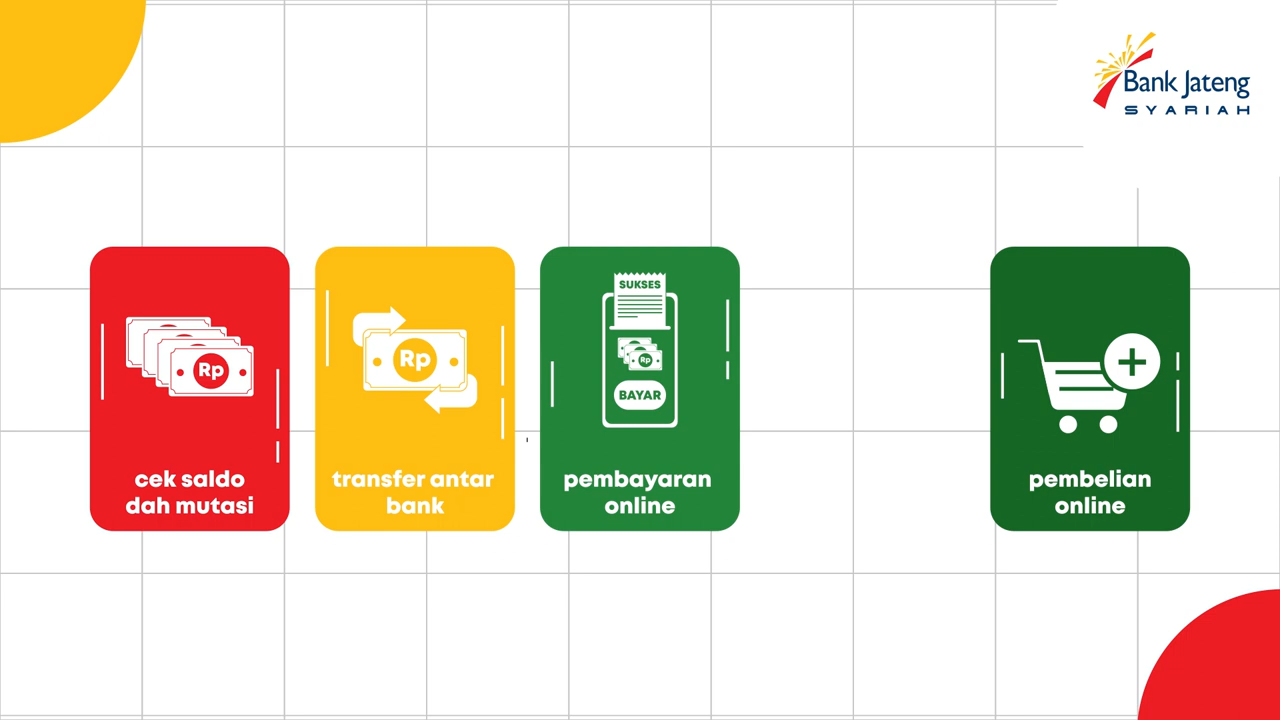 Bank Jateng
SYARIAH
Rp
cek saldo
dah mutasi
Rp
transfer antar
bank
SUKSES
Rp
BAYAR
pembayaran
online
pembelian
online